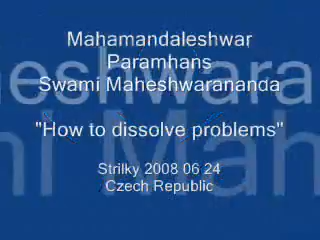 Mahamandaleshwar
Paramhans
Swami Maheshwarananda
"How to dissolve problems"
Strilky 2008 06 24
Czech Republic